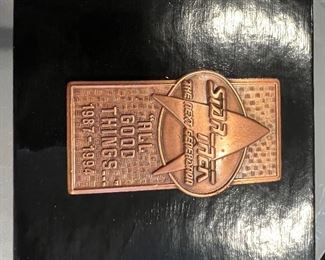 STAR TREK
THE NEXT GENERATION
"ALL
GOOD
THINGS...
1987-1994